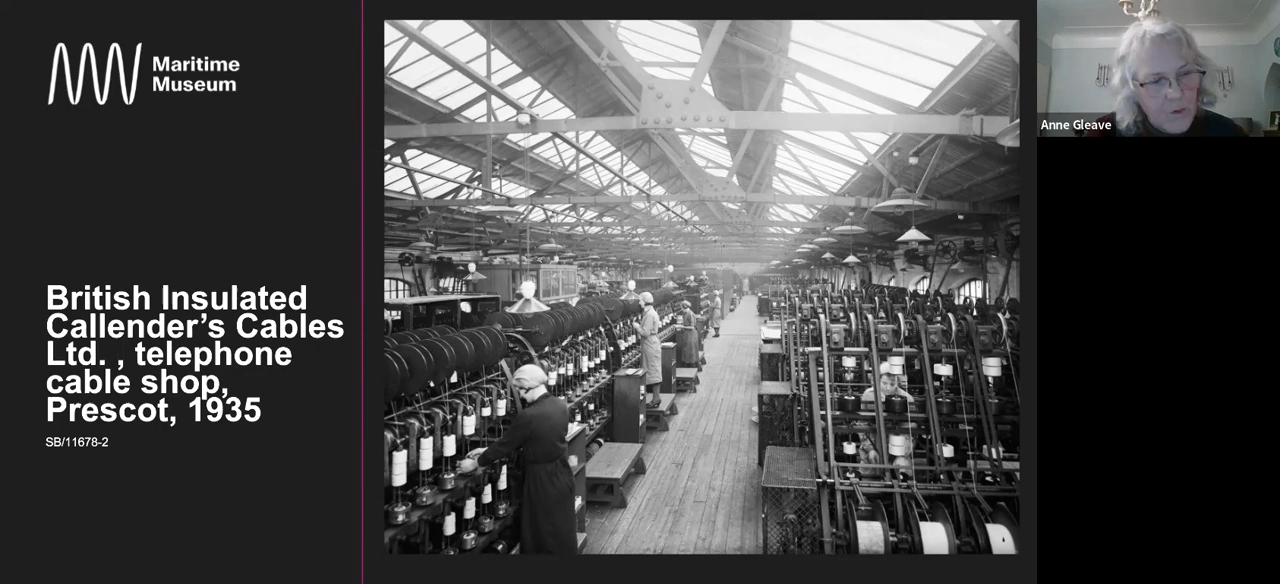 Maritime
Museum
British Insulated
Callender’s Cables
Ltd. , telephone
cable shop,
Prescot, 1935
SB/11678-2
Anne Gleave